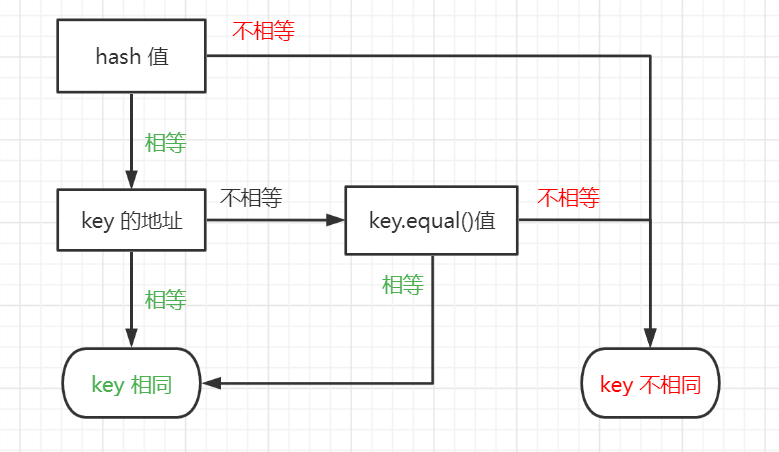 不相等
hash 值
相等
key 的地址
不相等
key.equal()值
不相等
相等
相等
key 相同
key 不相同